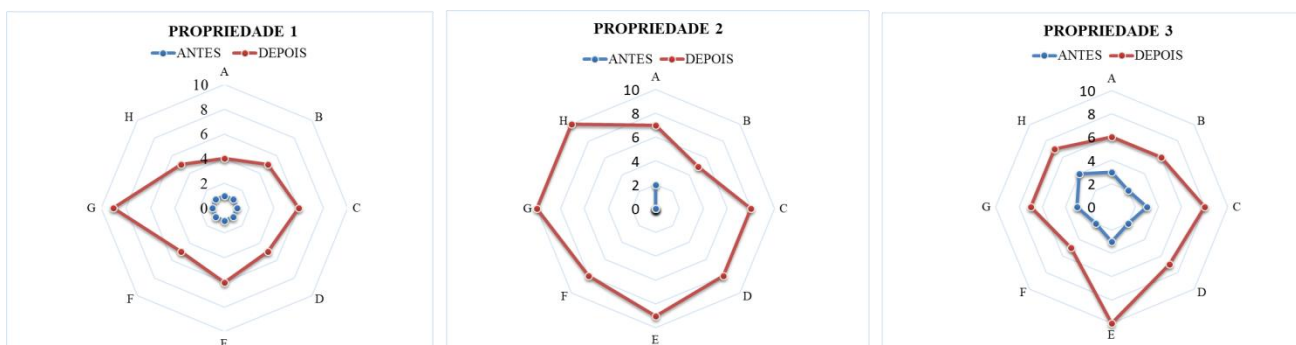 PROPRIEDADE 1
ANTES DEPOIS
A
10
H
B
8
6
4
2
G
0
C
F
D
E
PROPRIEDADE 2
ANTES DEPOIS
A
10
H
B
8
6
4
2
G
0
C
F
D
E
PROPRIEDADE 3
ANTES DEPOIS
A
10
H
B
8
6
4
2
G
0
C
F
D
E